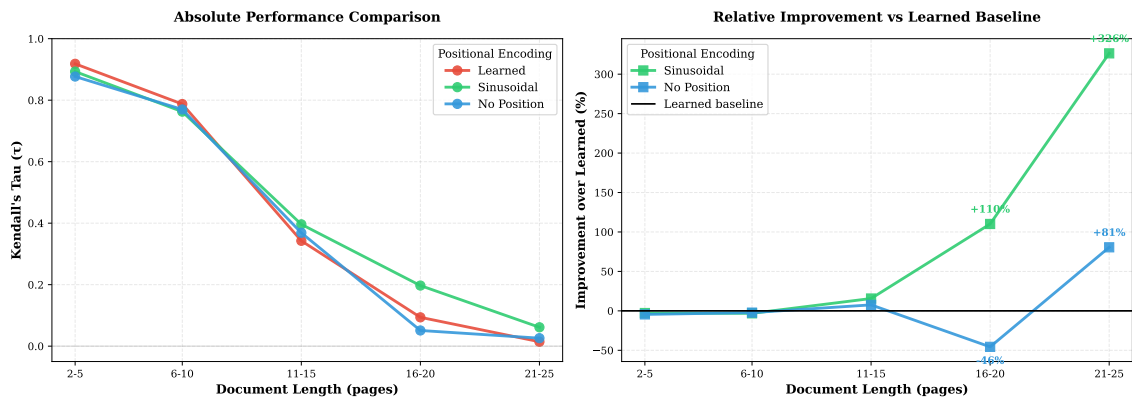 Absolute Performance Comparison
Kendall's Tau (τ)
1.0
0.8
0.6
0.4
0.2
0.0
Positional Encoding
Learned
Sinusoidal
No Position
2-5
6-10
11-15
16-20
21-25
Document Length (pages)
Relative Improvement vs Learned Baseline
Improvement over Learned (%)
300
250
200
150
100
50
0
−50
Positional Encoding
Sinusoidal
No Position
Learned baseline
+326%
+110%
+81%
-46%
2-5
6-10
11-15
16-20
21-25
Document Length (pages)